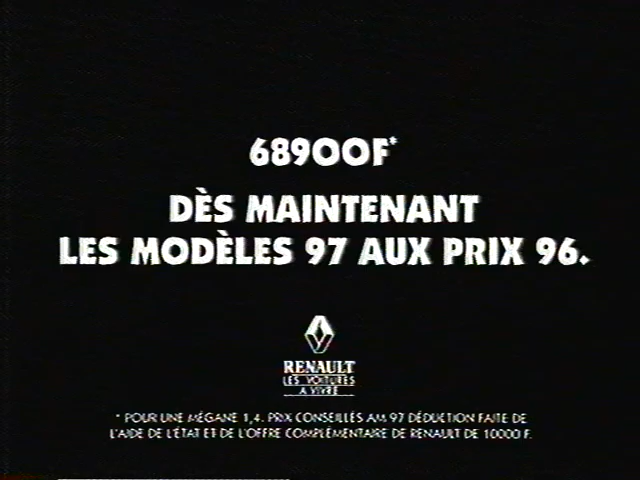 68900F*
DÈS MAINTENANT
LES MODÈLES 97 AUX PRIX 96.
RENAULT
LES VOITURES
A VIVRE
* POUR UNE MÉGANE 1,4. PRIX CONSEILLÉS AM 97 DÉDUCTION FAITE DE
L'AIDE DE L'ÉTAT ET DE L'OFFRE COMPLÉMENTAIRE DE RENAULT DE 10000 F.